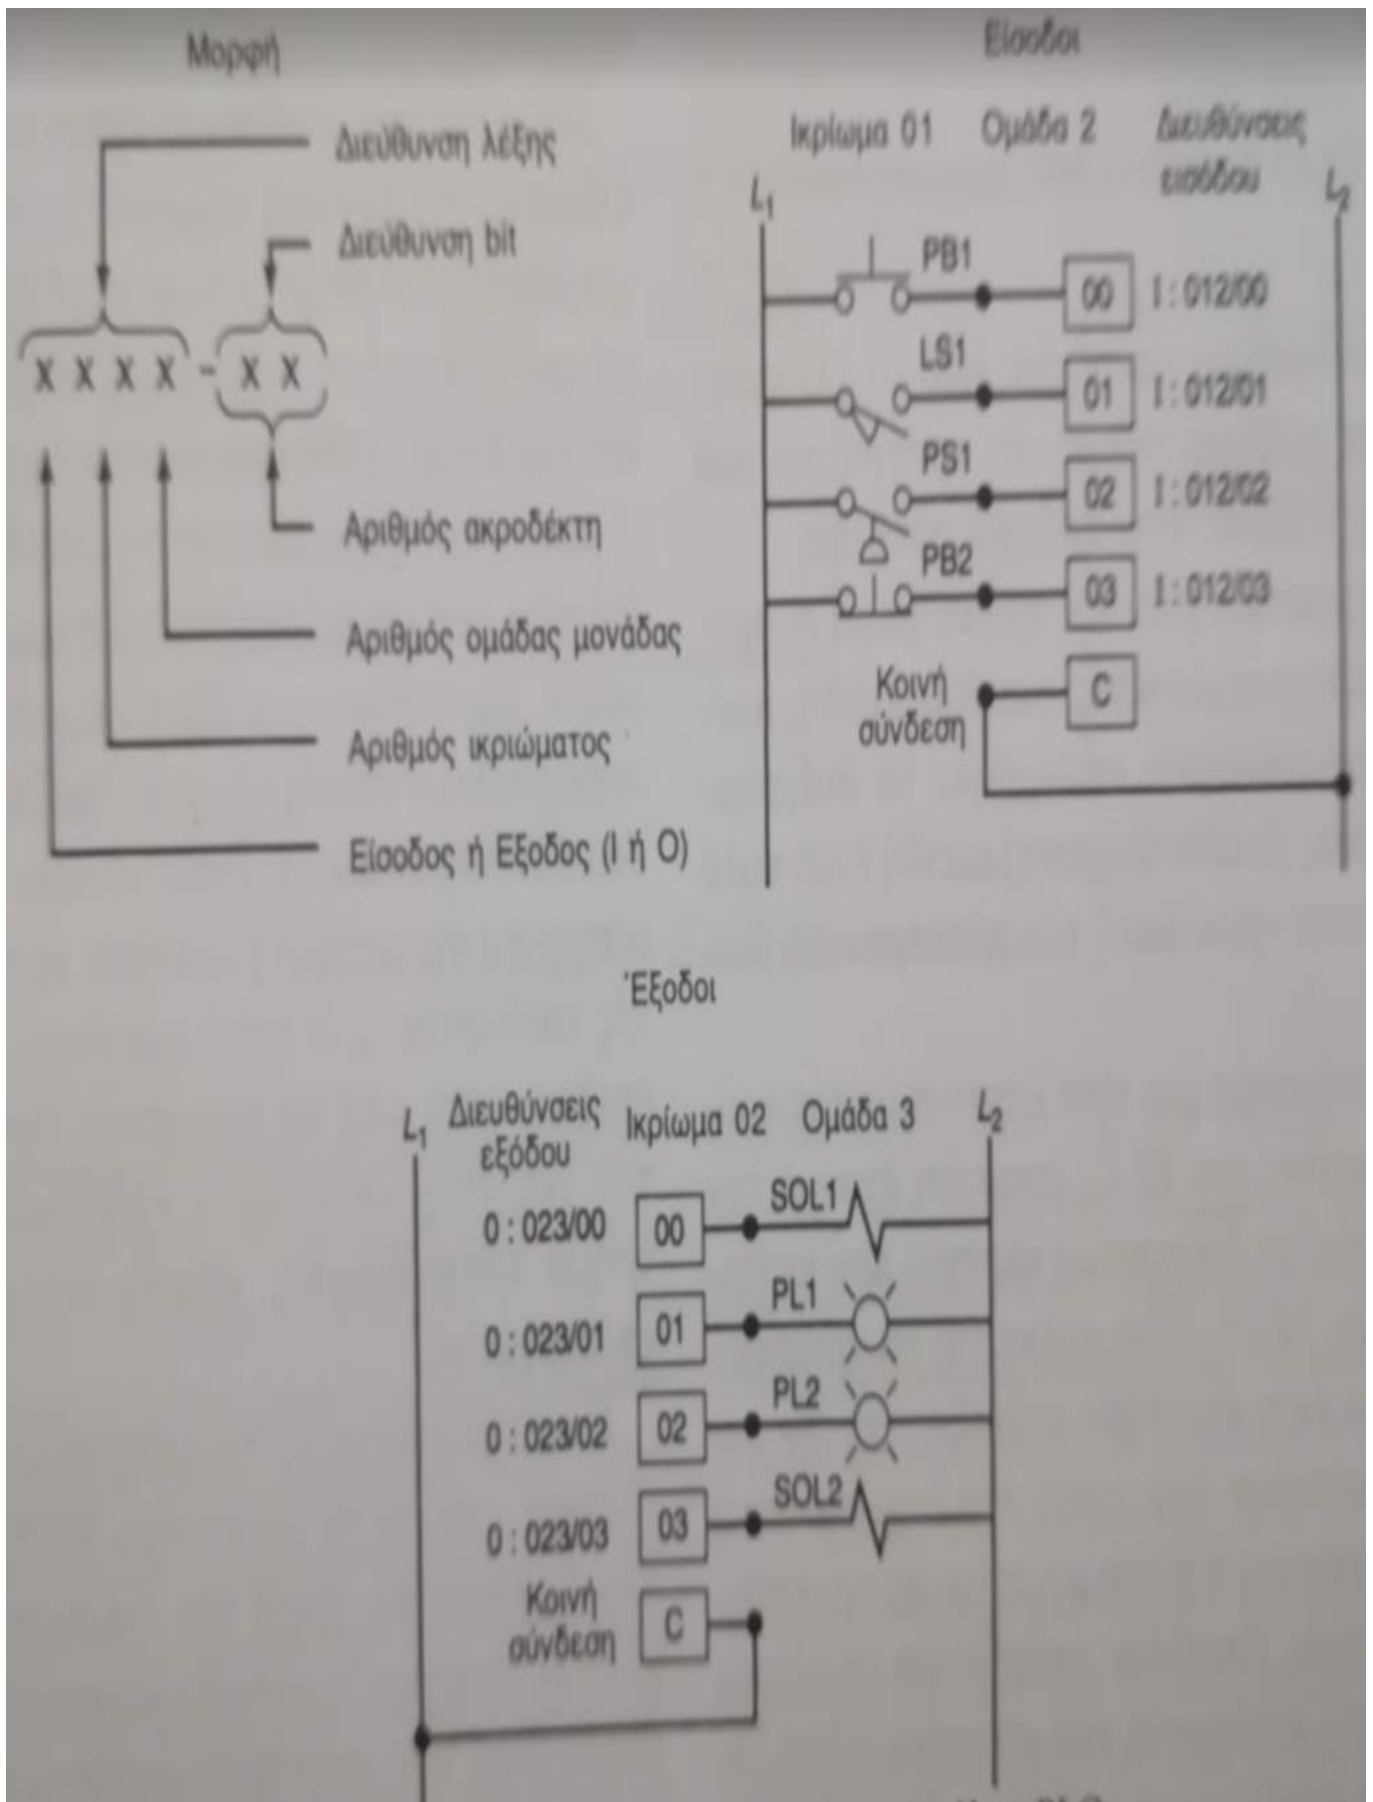 Μορφή
Διεύθυνση λέξης
Διεύθυνση bit
X X X X - X X
Αριθμός ακροδέκτη
Αριθμός ομάδας μονάδας
Αριθμός ικριώματος
Είσοδος ή Εξοδος (Ι ή Ο)
Είσοδοι
Ικρίωμα 01 Ομάδα 2 Διευθύνσεις εισόδου
L1 L2
PB1 00 I : 012/00
LS1 01 I : 012/01
PS1 02 I : 012/02
PB2 03 I : 012/03
Κοινή
σύνδεση
C
Έξοδοι
L1 Διευθύνσεις εξόδου Ικρίωμα 02 Ομάδα 3 L2
0 : 023/00 00 SOL1
0 : 023/01 01 PL1
0 : 023/02 02 PL2
0 : 023/03 03 SOL2
Κοινή
σύνδεση
C